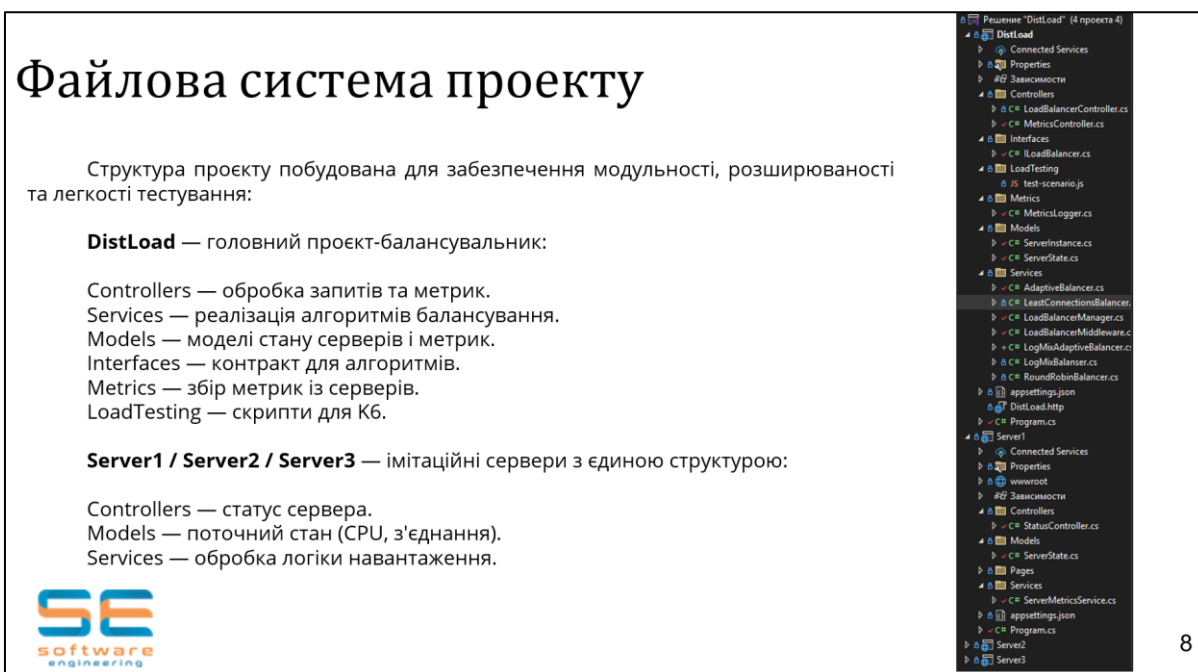 Файлова система проекту
Структура проєкту побудована для забезпечення модульності, розширюваності
та легкості тестування:
DistLoad — головний проєкт-балансувальник:
Controllers — обробка запитів та метрик.
Services — реалізація алгоритмів балансування.
Models — моделі стану серверів і метрик.
Interfaces — контракт для алгоритмів.
Metrics — збір метрик із серверів.
LoadTesting — скрипти для K6.
Server1 / Server2 / Server3 — імітаційні сервери з єдиною структурою:
Controllers — статус сервера.
Models — поточний стан (CPU, з'єднання).
Services — обробка логіки навантаження.
SE
software
engineering
Решение "DistLoad" (4 проекта 4)
DistLoad
Connected Services
Properties
Зависимости
Controllers
C# LoadBalancerController.cs
C# MetricsController.cs
Interfaces
C# ILoadBalancer.cs
LoadTesting
JS test-scenario.js
Metrics
C# MetricsLogger.cs
Models
C# ServerInstance.cs
C# ServerState.cs
Services
C# AdaptiveBalancer.cs
C# LeastConnectionsBalancer.
C# LoadBalancerManager.cs
C# LoadBalancerMiddleware.c
+ C# LogMixAdaptiveBalancer.c
C# LogMixBalanser.cs
C# RoundRobinBalancer.cs
appsettings.json
DistLoad.http
C# Program.cs
Server1
Connected Services
Properties
wwwroot
Зависимости
Controllers
C# StatusController.cs
Models
C# ServerState.cs
Pages
Services
C# ServerMetricsService.cs
appsettings.json
C# Program.cs
Server2
Server3
8